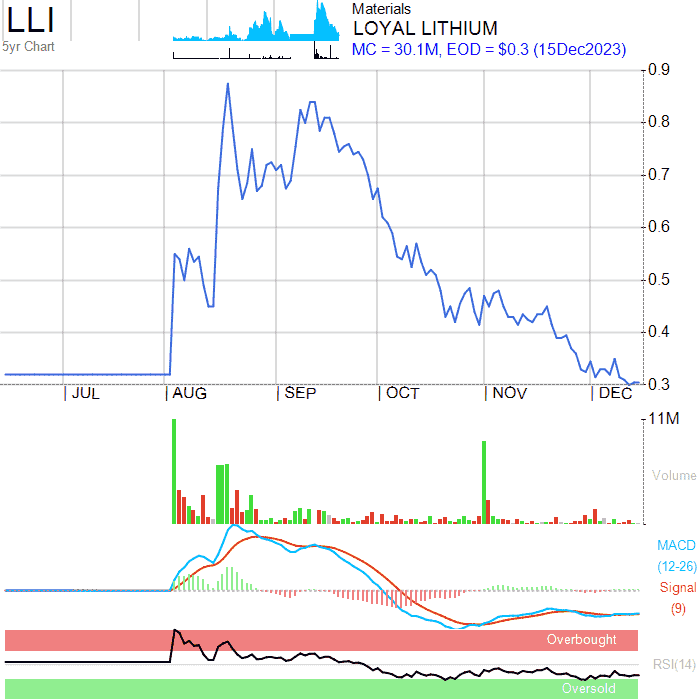 LLI
5yr Chart
Materials
LOYAL LITHIUM
MC = 30.1M, EOD = $0.3 (15Dec2023)
0.9
0.8
0.7
0.6
0.5
0.4
0.3
JUL AUG SEP OCT NOV DEC
11M
Volume
MACD
(12-26)
Signal
(9)
Overbought
RSI(14)
Oversold